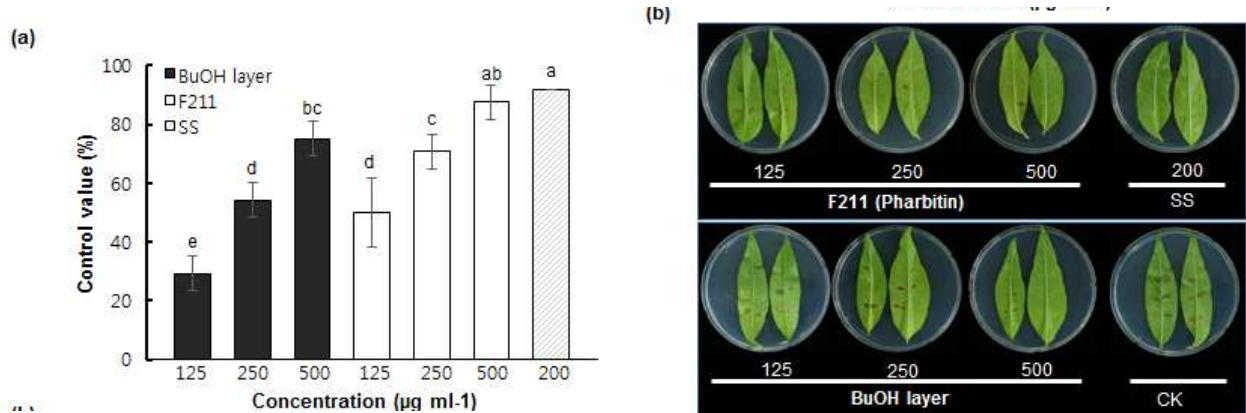 (a)
100
80
60
40
20
0
Control value (%)
BuOH layer
F211
SS
e
d
bc
d
c
ab
a
125 250 500 125 250 500 200
Concentration (µg ml-1)
(b)
125 250 500 200
F211 (Pharbitin) SS
125 250 500
BuOH layer CK